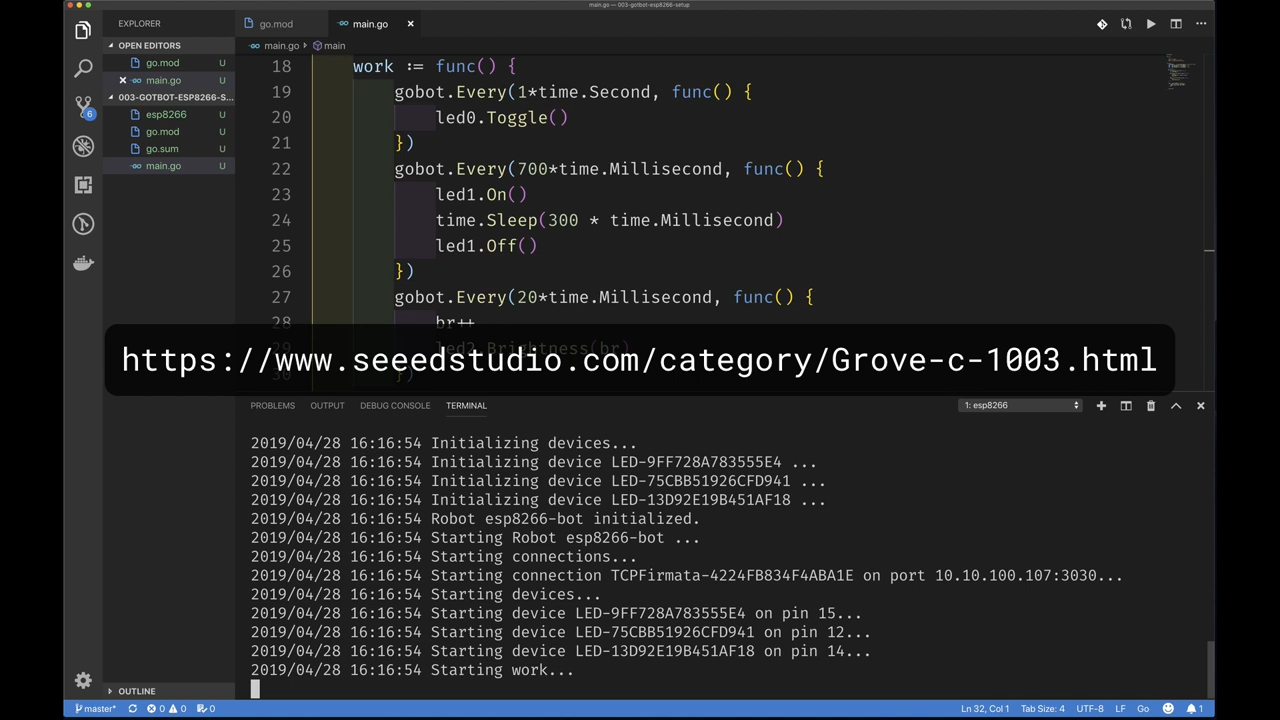 main.go — 003-gotbot-esp8266-setup
EXPLORER
go.mod
main.go
OPEN EDITORS
main.go
main
go.mod U
main.go U
003-GOTBOT-ESP8266-S...
esp8266
go.mod U
go.sum U
main.go U
6
18 work := func() {
19 gobot.Every(1*time.Second, func() {
20 led0.Toggle()
21 })
22 gobot.Every(700*time.Millisecond, func() {
23 led1.On()
24 time.Sleep(300 * time.Millisecond)
25 led1.Off()
26 })
27 gobot.Every(20*time.Millisecond, func() {
28 br++
29 led2.Brightness(br)
30 })
https://www.seeedstudio.com/category/Grove-c-1003.html
PROBLEMS OUTPUT DEBUG CONSOLE TERMINAL 1: esp8266
2019/04/28 16:16:54 Initializing devices...
2019/04/28 16:16:54 Initializing device LED-9FF728A783555E4 ...
2019/04/28 16:16:54 Initializing device LED-75CBB51926CFD941 ...
2019/04/28 16:16:54 Initializing device LED-13D92E19B451AF18 ...
2019/04/28 16:16:54 Robot esp8266-bot initialized.
2019/04/28 16:16:54 Starting Robot esp8266-bot ...
2019/04/28 16:16:54 Starting connections...
2019/04/28 16:16:54 Starting connection TCPFirmata-4224FB834F4ABA1E on port 10.10.100.107:3030...
2019/04/28 16:16:54 Starting devices...
2019/04/28 16:16:54 Starting device LED-9FF728A783555E4 on pin 15...
2019/04/28 16:16:54 Starting device LED-75CBB51926CFD941 on pin 12...
2019/04/28 16:16:54 Starting device LED-13D92E19B451AF18 on pin 14...
2019/04/28 16:16:54 Starting work...
OUTLINE
master* 0 0 0 Ln 32, Col 1 Tab Size: 4 UTF-8 LF Go 1